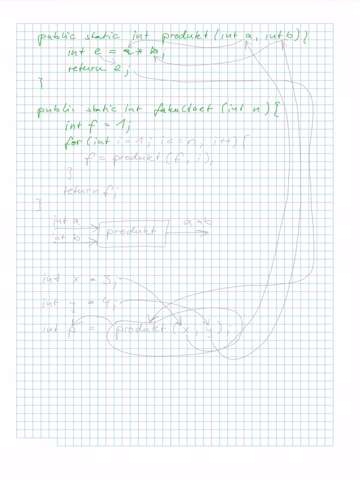 public static int produkt (int a, int b) {
int e = a * b;
return e;
}
public static int fakultaet (int n) {
int f = 1;
for (int i=1; i<=n; i++) {
f = produkt (f, i);
}
return f;
}
int a
int b
produkt
a*b
int x = 3;
int y = 4;
int p = produkt (x, y);